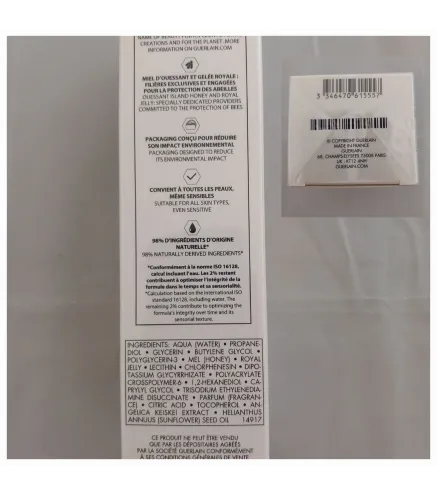 NAME OF BEAUTY
CREATIONS AND FOR THE PLANET. MORE
INFORMATION ON GUERLAIN.COM
MIEL D'OUESSANT ET GELÉE ROYALE :
FILIÈRES EXCLUSIVES ET ENGAGÉES
POUR LA PROTECTION DES ABEILLES
OUESSANT ISLAND HONEY AND ROYAL
JELLY: SPECIALLY DEDICATED PROVIDERS
COMMITTED TO THE PROTECTION OF BEES
PACKAGING CONÇU POUR RÉDUIRE
SON IMPACT ENVIRONNEMENTAL
PACKAGING DESIGNED TO REDUCE
ITS ENVIRONMENTAL IMPACT
CONVIENT À TOUTES LES PEAUX,
MÊME SENSIBLES
SUITABLE FOR ALL SKIN TYPES,
EVEN SENSITIVE
98% D'INGRÉDIENTS D'ORIGINE
NATURELLE*
98% NATURALLY DERIVED INGREDIENTS*
*Conformément à la norme ISO 16128,
calcul incluant l'eau. Les 2% restant
contribuent à optimiser l'intégrité de la
formule dans le temps et sa sensorialité.
*Calculation based on the international ISO
standard 16128, including water. The
remaining 2% contribute to optimizing the
formula's integrity over time and its
sensorial texture.
INGREDIENTS: AQUA (WATER) • PROPANE-
DIOL • GLYCERIN • BUTYLENE GLYCOL •
POLYGLYCERIN-3 • MEL (HONEY) • ROYAL
JELLY • LECITHIN • CHLORPHENESIN • DIPO-
TASSIUM GLYCYRRHIZATE • POLYACRYLATE
CROSSPOLYMER-6 • 1,2-HEXANEDIOL • CA-
PRYLYL GLYCOL • TRISODIUM ETHYLENEDIA-
MINE DISUCCINATE • PARFUM (FRAGRAN-
CE) • CITRIC ACID • TOCOPHEROL • AN-
GELICA KEISKEI EXTRACT • HELIANTHUS
ANNUUS (SUNFLOWER) SEED OIL 14917
CE PRODUIT NE PEUT ÊTRE VENDU
QUE PAR LES DÉPOSITAIRES AGRÉÉS
PAR LA SOCIÉTÉ GUERLAIN CONFORMÉMENT
À SES CONDITIONS GÉNÉRALES DE VENTE
3 346470 615557
© COPYRIGHT GUERLAIN
MADE IN FRANCE
GUERLAIN
68, CHAMPS-ELYSEES 75008 PARIS
UK : KT12 4NH
GUERLAIN.COM